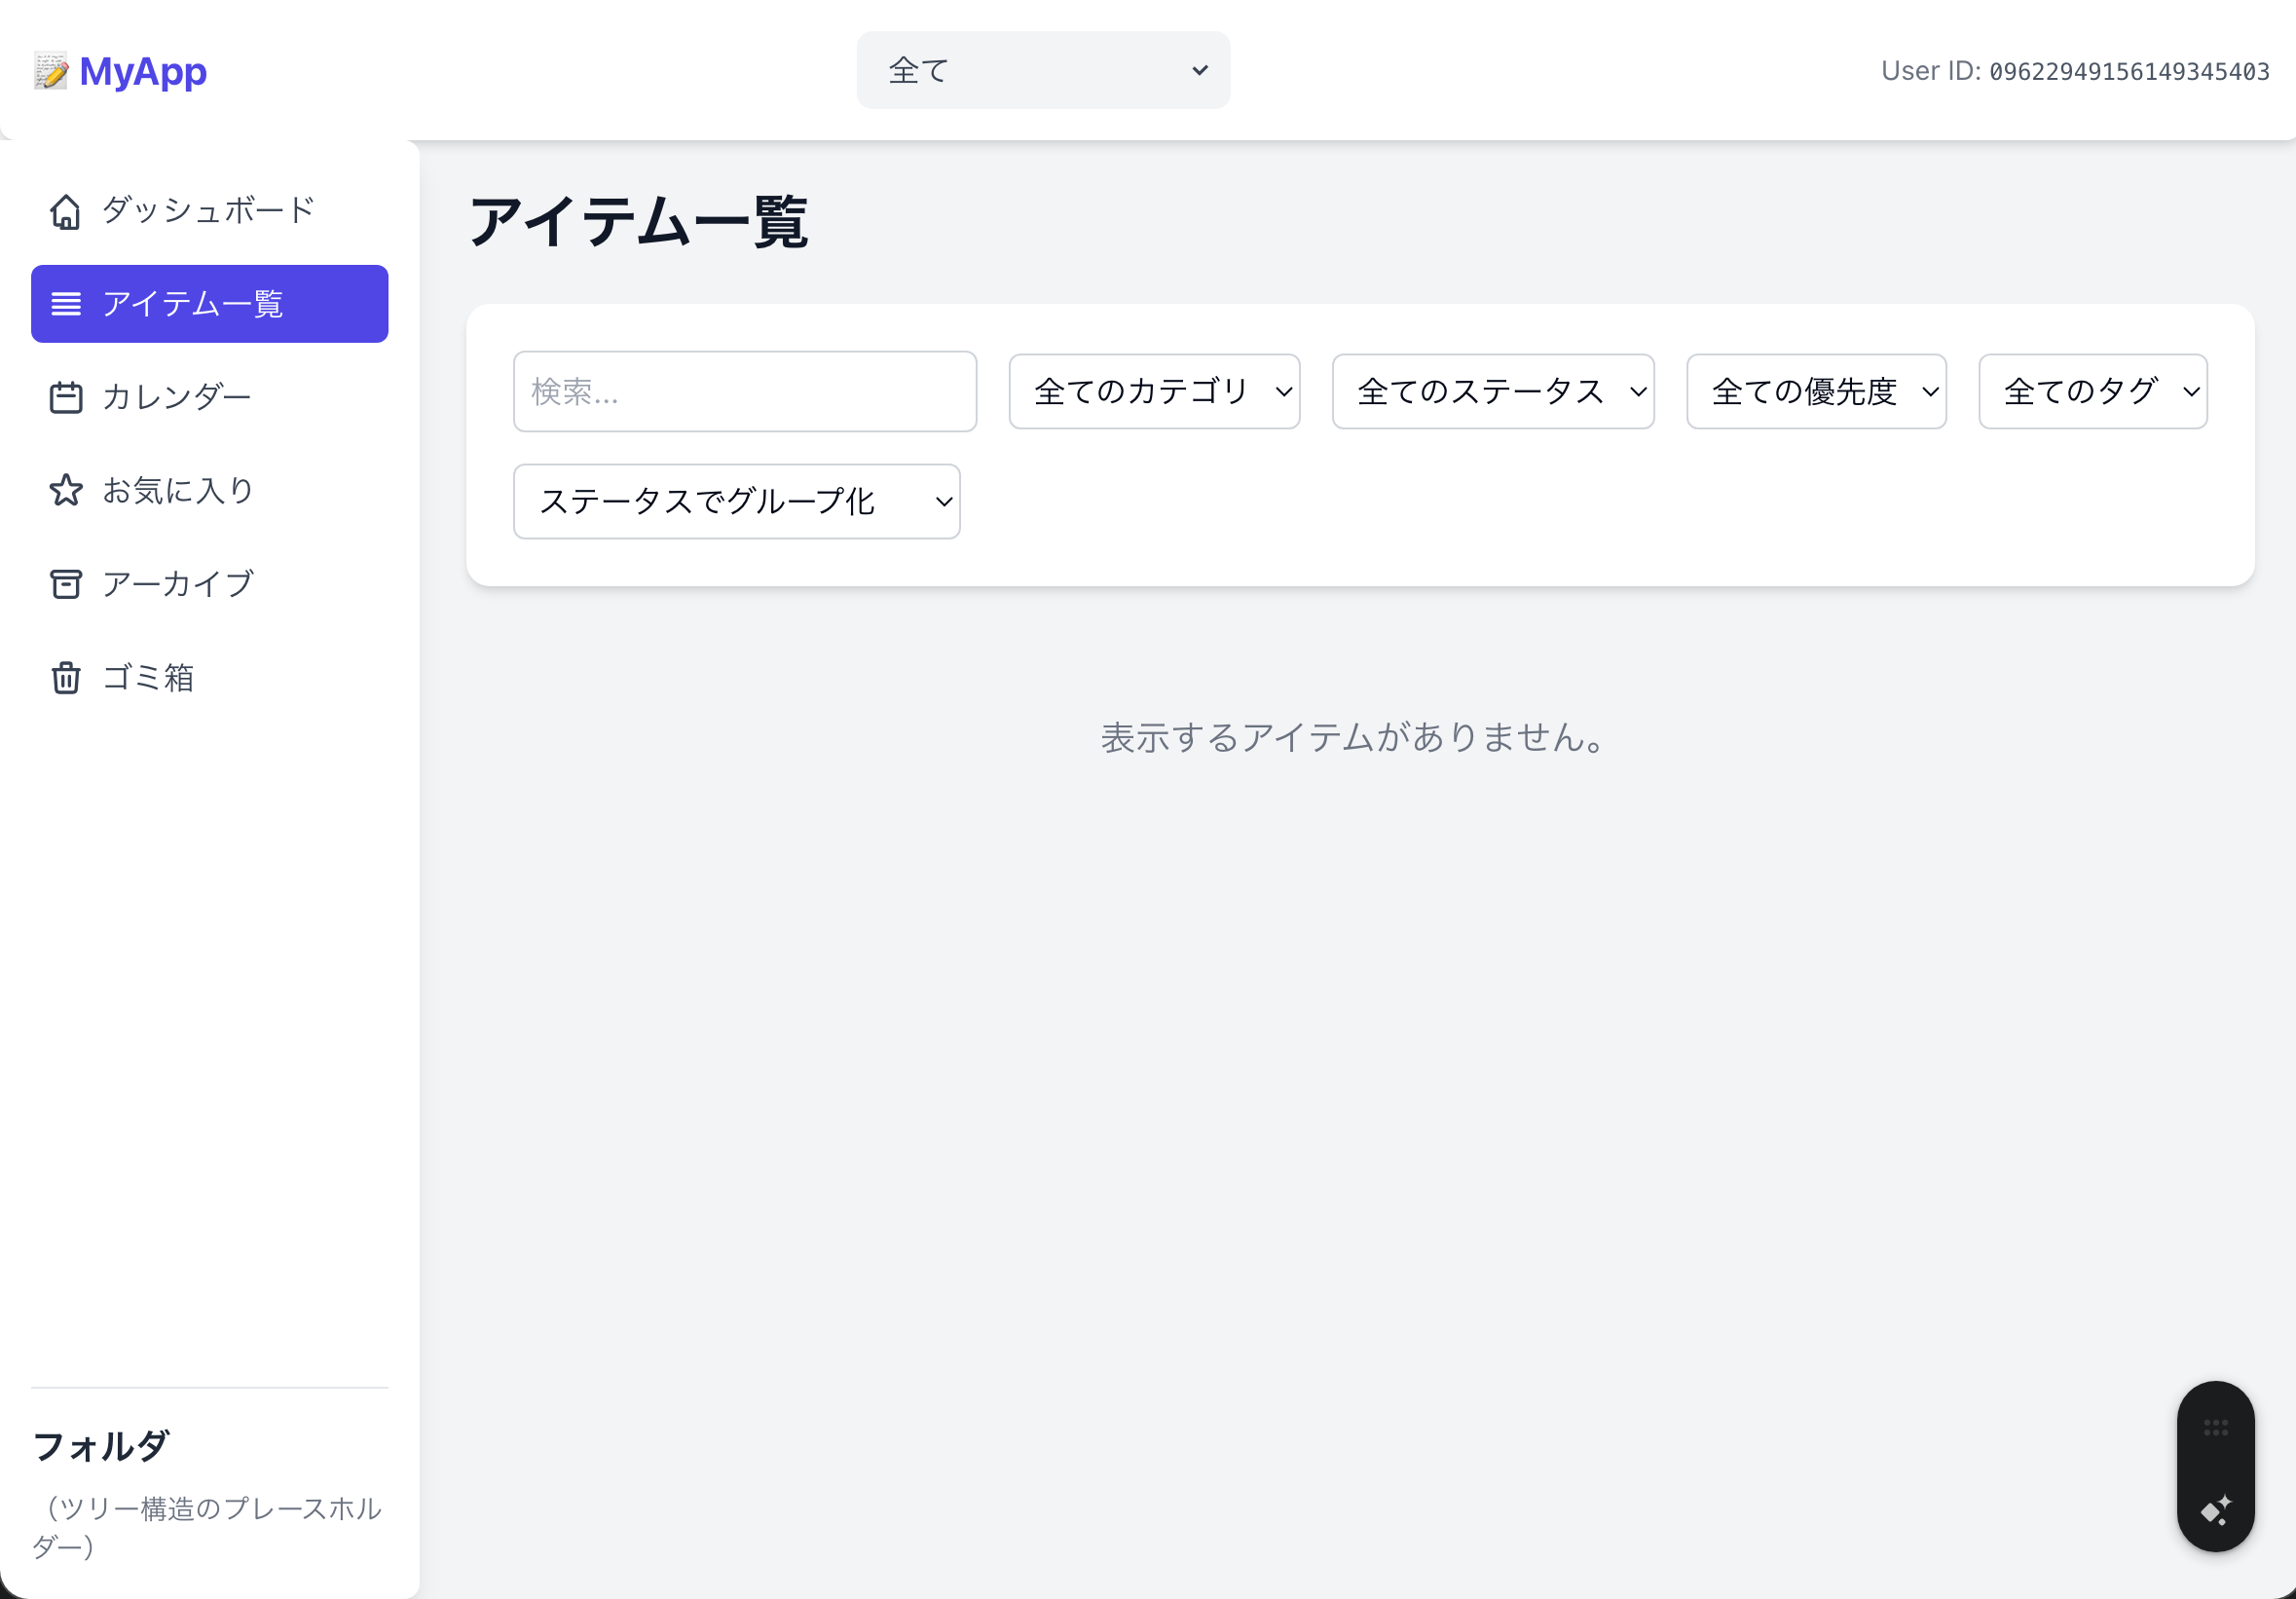 MyApp
全て
User ID: 09622949156149345403
ダッシュボード
アイテム一覧
カレンダー
お気に入り
アーカイブ
ゴミ箱
フォルダ
（ツリー構造のプレースホル
ダー）
アイテム一覧
検索...
全てのカテゴリ
全てのステータス
全ての優先度
全てのタグ
ステータスでグループ化
表示するアイテムがありません。